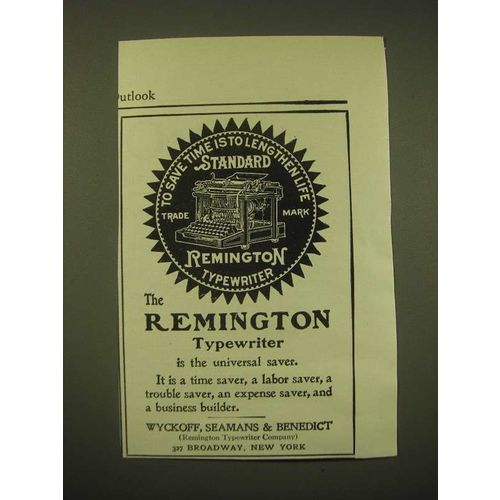 Outlook
TO SAVE TIME IS TO LENGTHEN LIFE
STANDARD
TRADE MARK
REMINGTON
TYPEWRITER
The
REMINGTON
Typewriter
is the universal saver.
It is a time saver, a labor saver, a
trouble saver, an expense saver, and
a business builder.
WYCKOFF, SEAMANS & BENEDICT
(Remington Typewriter Company)
327 BROADWAY, NEW YORK